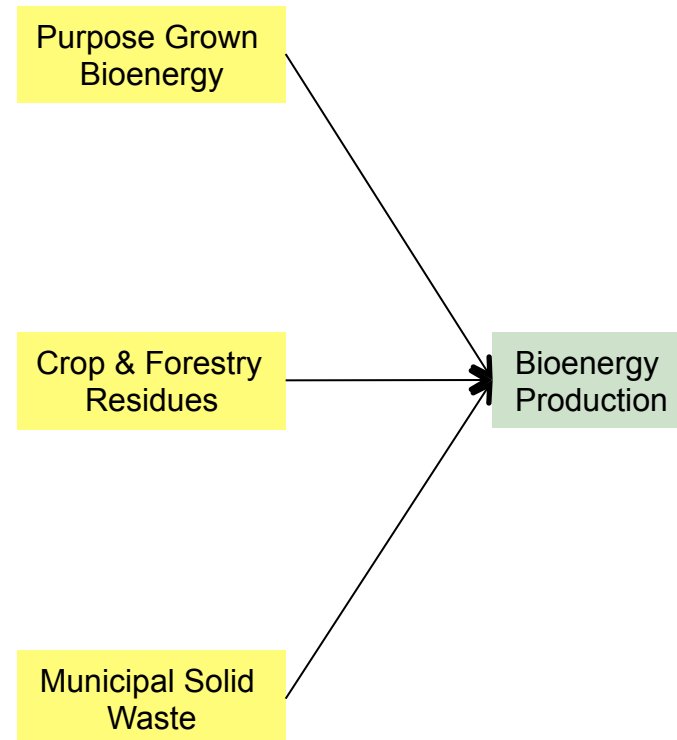 Purpose Grown
Bioenergy
Crop & Forestry
Residues
Bioenergy
Production
Municipal Solid
Waste